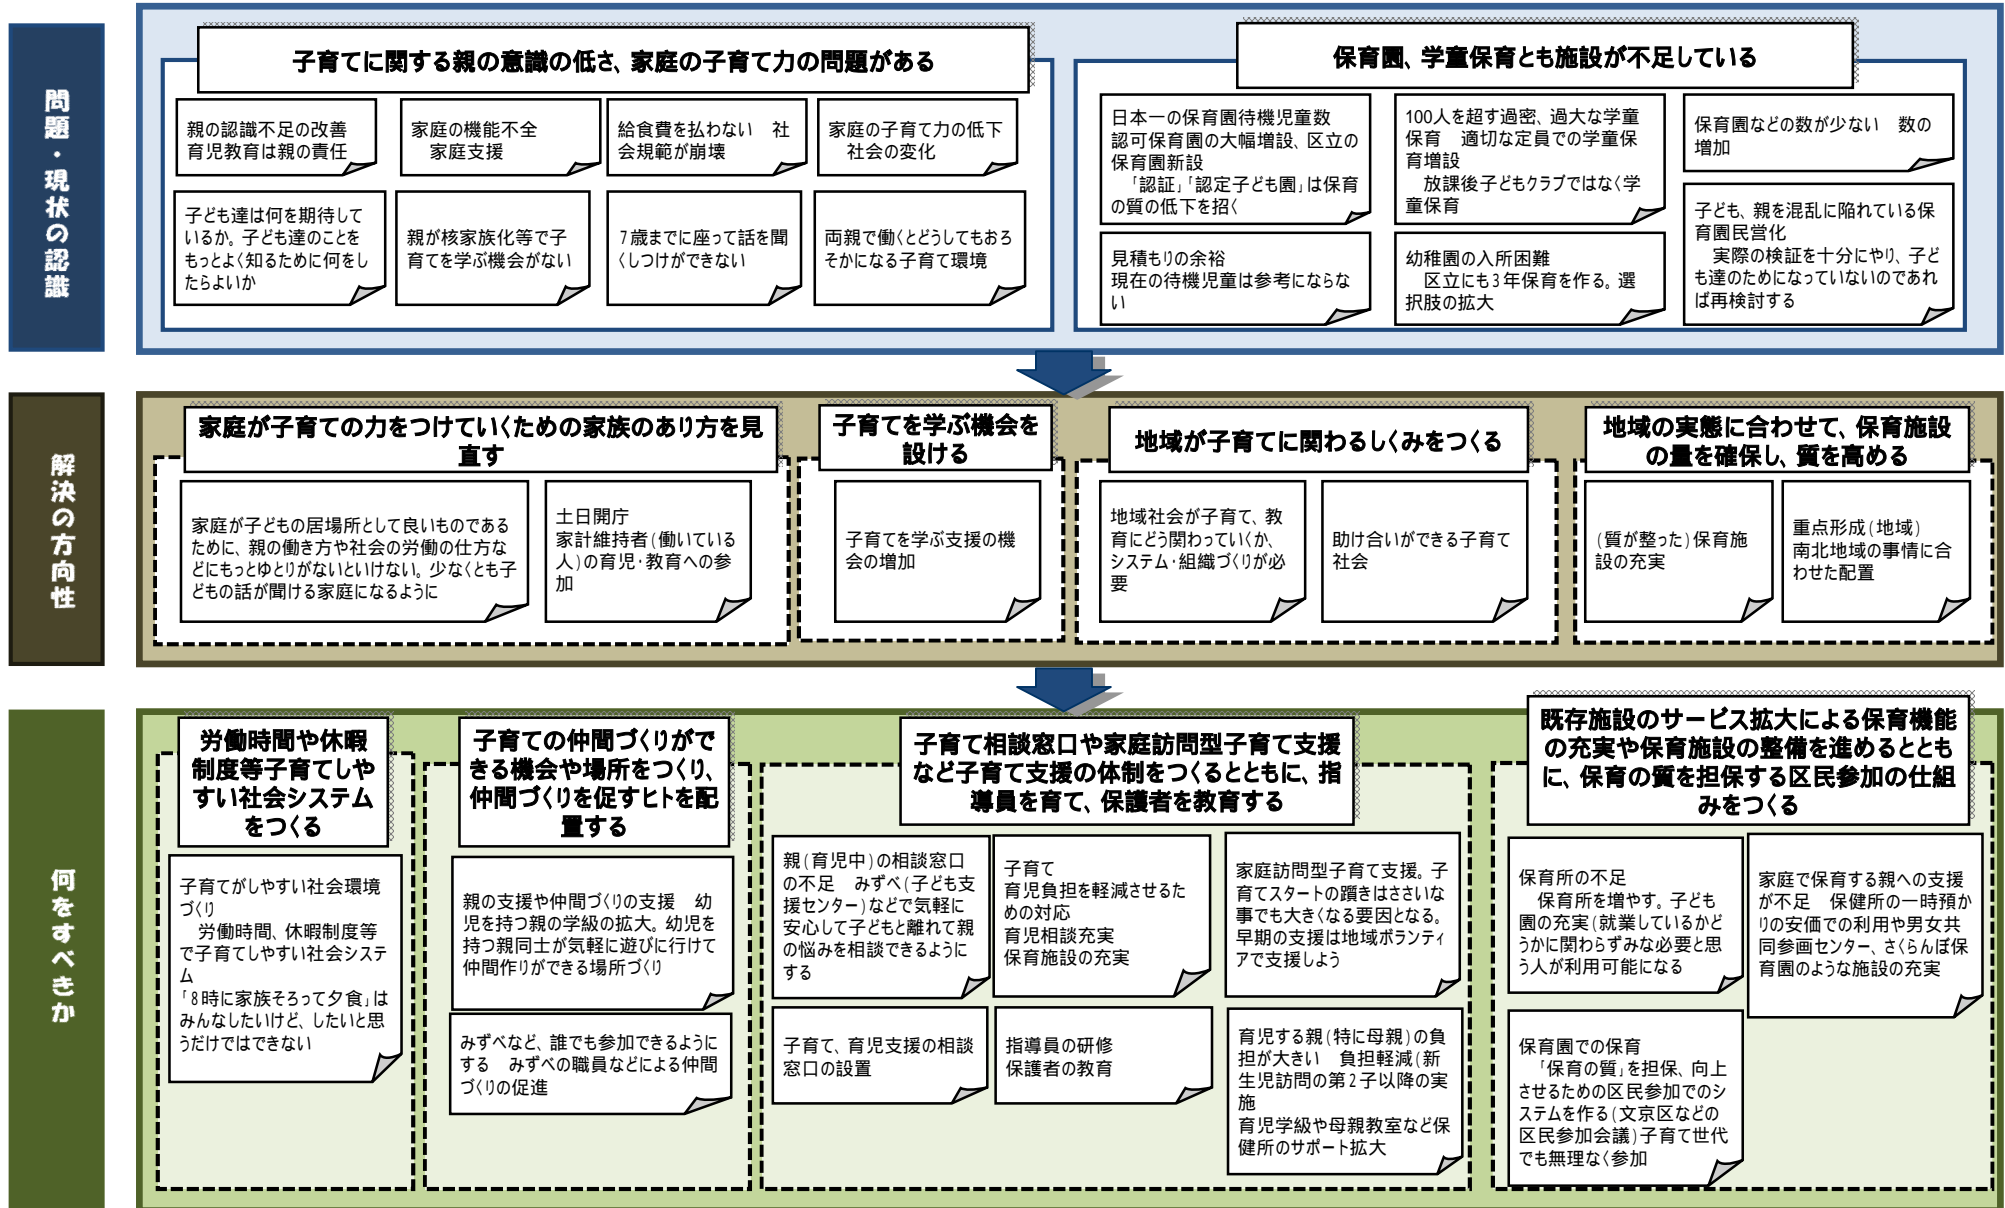 問題・現状の認識
子育てに関する親の意識の低さ、家庭の子育て力の問題がある
親の認識不足の改善
育児教育は親の責任
家庭の機能不全
家庭支援
給食費を払わない　社
会規範が崩壊
家庭の子育て力の低下
社会の変化
子ども達は何を期待して
いるか。子ども達のことを
もっとよく知るために何をし
たらよいか
親が核家族化等で子
育てを学ぶ機会がない
7歳までに座って話を聞
くしつけができない
両親で働くとどうしてもおろ
そかになる子育て環境
保育園、学童保育とも施設が不足している
日本一の保育園待機児童数
認可保育園の大幅増設、区立の
保育園新設
「認証」「認定子ども園」は保育
の質の低下を招く
100人を超す過密、過大な学童
保育　適切な定員での学童保
育増設
放課後子どもクラブではなく学
童保育
保育園などの数が少ない　数の
増加
見積もりの余裕
現在の待機児童は参考にならな
い
幼稚園の入所困難
区立にも3年保育を作る。選
択肢の拡大
子ども、親を混乱に陥れている保
育園民営化
実際の検証を十分にやり、子ど
も達のためになっていないのであれ
ば再検討する
解決の方向性
家庭が子育ての力をつけていくための家族のあり方を見
直す
家庭が子どもの居場所として良いものである
ために、親の働き方や社会の労働の仕方な
どにもっとゆとりがないといけない。少なくとも子
どもの話が聞ける家庭になるように
土日開庁
家計維持者(働いている
人)の育児・教育への参
加
子育てを学ぶ機会を
設ける
子育てを学ぶ支援の機
会の増加
地域が子育てに関わるしくみをつくる
地域社会が子育て、教
育にどう関わっていくか、
システム・組織づくりが必
要
助け合いができる子育て
社会
地域の実態に合わせて、保育施設
の量を確保し、質を高める
(質が整った)保育施
設の充実
重点形成(地域)
南北地域の事情に合
わせた配置
何をすべきか
労働時間や休暇
制度等子育てしや
すい社会システム
をつくる
子育てがしやすい社会環境
づくり
労働時間、休暇制度等
で子育てしやすい社会システ
ム
「8時に家族そろって夕食」は
みんなしたいけど、したいと思
うだけではできない
子育ての仲間づくりがで
きる機会や場所をつくり、
仲間づくりを促すヒトを配
置する
親の支援や仲間づくりの支援　幼
児を持つ親の学級の拡大。幼児を
持つ親同士が気軽に遊びに行けて
仲間作りができる場所づくり
みずべなど、誰でも参加できるように
する　みずべの職員などによる仲間
づくりの促進
子育て相談窓口や家庭訪問型子育て支援
など子育て支援の体制をつくるとともに、指
導員を育て、保護者を教育する
親(育児中)の相談窓口
の不足　みずべ(子ども支
援センター)などで気軽に
安心して子どもと離れて親
の悩みを相談できるように
する
子育て
育児負担を軽減させるた
めの対応
育児相談充実
保育施設の充実
家庭訪問型子育て支援。子
育てスタートの躓きはささいな
事でも大きくなる要因となる。
早期の支援は地域ボランティ
アで支援しよう
子育て、育児支援の相談
窓口の設置
指導員の研修
保護者の教育
育児する親(特に母親)の負
担が大きい　負担軽減(新
生児訪問の第2子以降の実
施
育児学級や母親教室など保
健所のサポート拡大
既存施設のサービス拡大による保育機能
の充実や保育施設の整備を進めるととも
に、保育の質を担保する区民参加の仕組
みをつくる
保育所の不足
保育所を増やす。子ども
園の充実(就業しているかど
うかに関わらずみな必要と思
う人が利用可能になる
家庭で保育する親への支援
が不足　保健所の一時預か
りの安価での利用や男女共
同参画センター、さくらんぼ保
育園のような施設の充実
保育園での保育
「保育の質」を担保、向上
させるための区民参加でのシ
ステムを作る(文京区などの
区民参加会議)子育て世代
でも無理なく参加